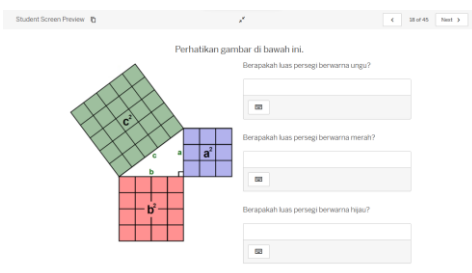 Student Screen Preview
18 of 45
Next >
Perhatikan gambar di bawah ini.
Berapakah luas persegi berwarna ungu?
c²
c
a
a²
b
b²
Berapakah luas persegi berwarna merah?
Berapakah luas persegi berwarna hijau?